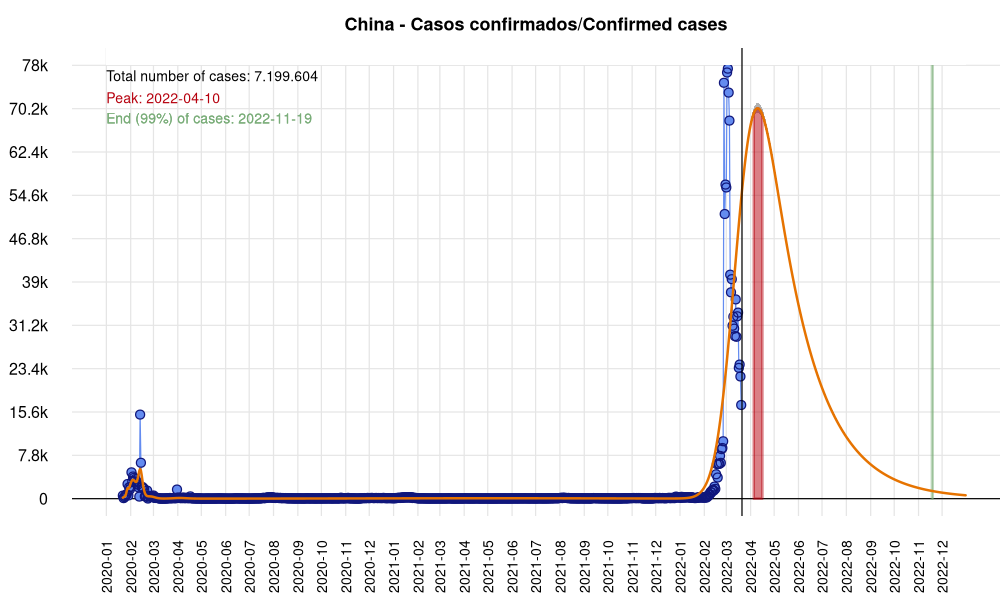 China - Casos confirmados/Confirmed cases
78k
70.2k
62.4k
54.6k
46.8k
39k
31.2k
23.4k
15.6k
7.8k
0
Total number of cases: 7.199.604
Peak: 2022-04-10
End (99%) of cases: 2022-11-19
2020-01
2020-02
2020-03
2020-04
2020-05
2020-06
2020-07
2020-08
2020-09
2020-10
2020-11
2020-12
2021-01
2021-02
2021-03
2021-04
2021-05
2021-06
2021-07
2021-08
2021-09
2021-10
2021-11
2021-12
2022-01
2022-02
2022-03
2022-04
2022-05
2022-06
2022-07
2022-08
2022-09
2022-10
2022-11
2022-12